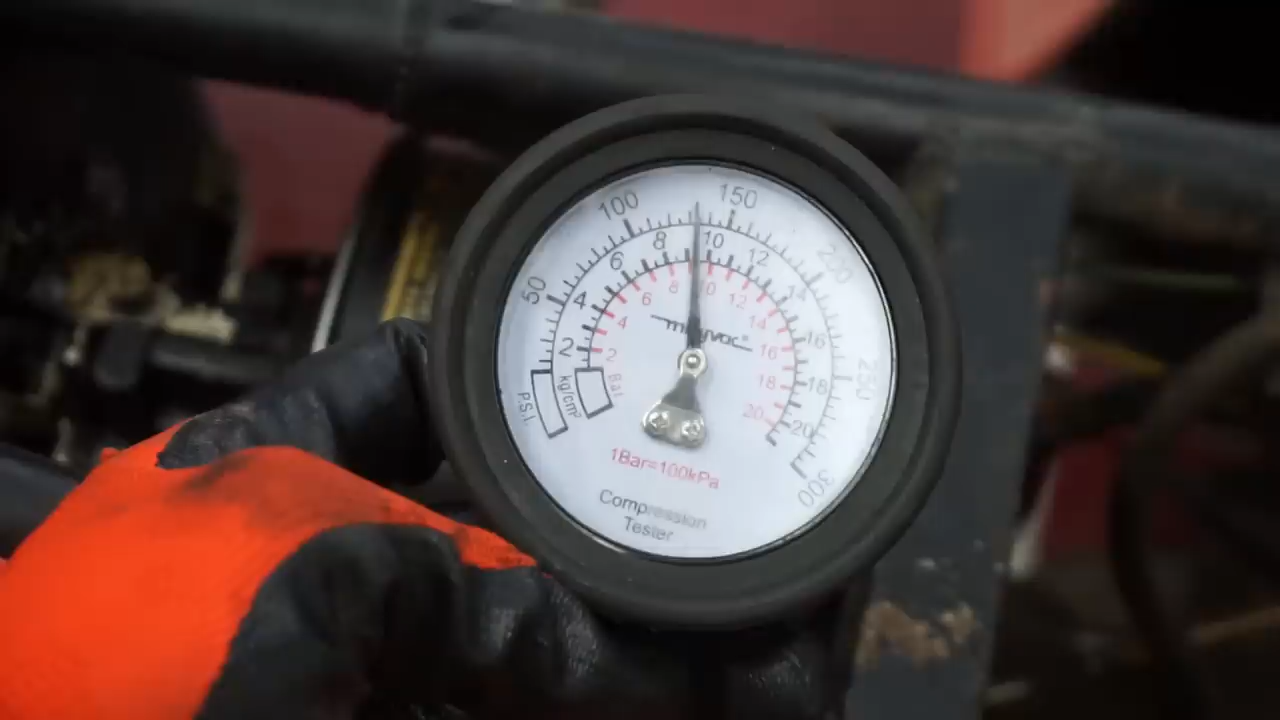 50 100 150 200 250 300
P.S.I.
2 4 6 8 10 12 14 16 18 20
kg/cm²
2 4 6 8 10 12 14 16 18 20
Bar
1Bar=100kPa
Compression
Tester